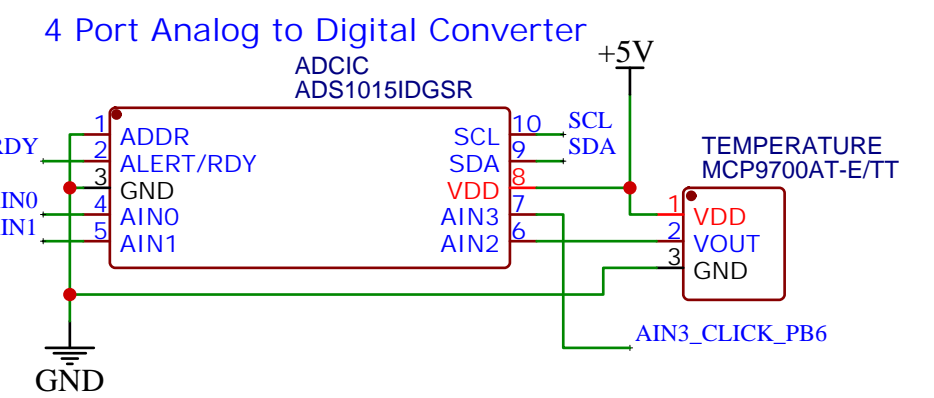 4 Port Analog to Digital Converter
+5V
ADCIC
ADS1015IDGSR
1 ADDR
2 ALERT/RDY
3 GND
4 AIN0
5 AIN1
SCL 10 SCL
SDA 9 SDA
VDD 8
AIN3 7
AIN2 6
RDY
IN0
IN1
TEMPERATURE
MCP9700AT-E/TT
1 VDD
2 VOUT
3 GND
AIN3_CLICK_PB6
GND